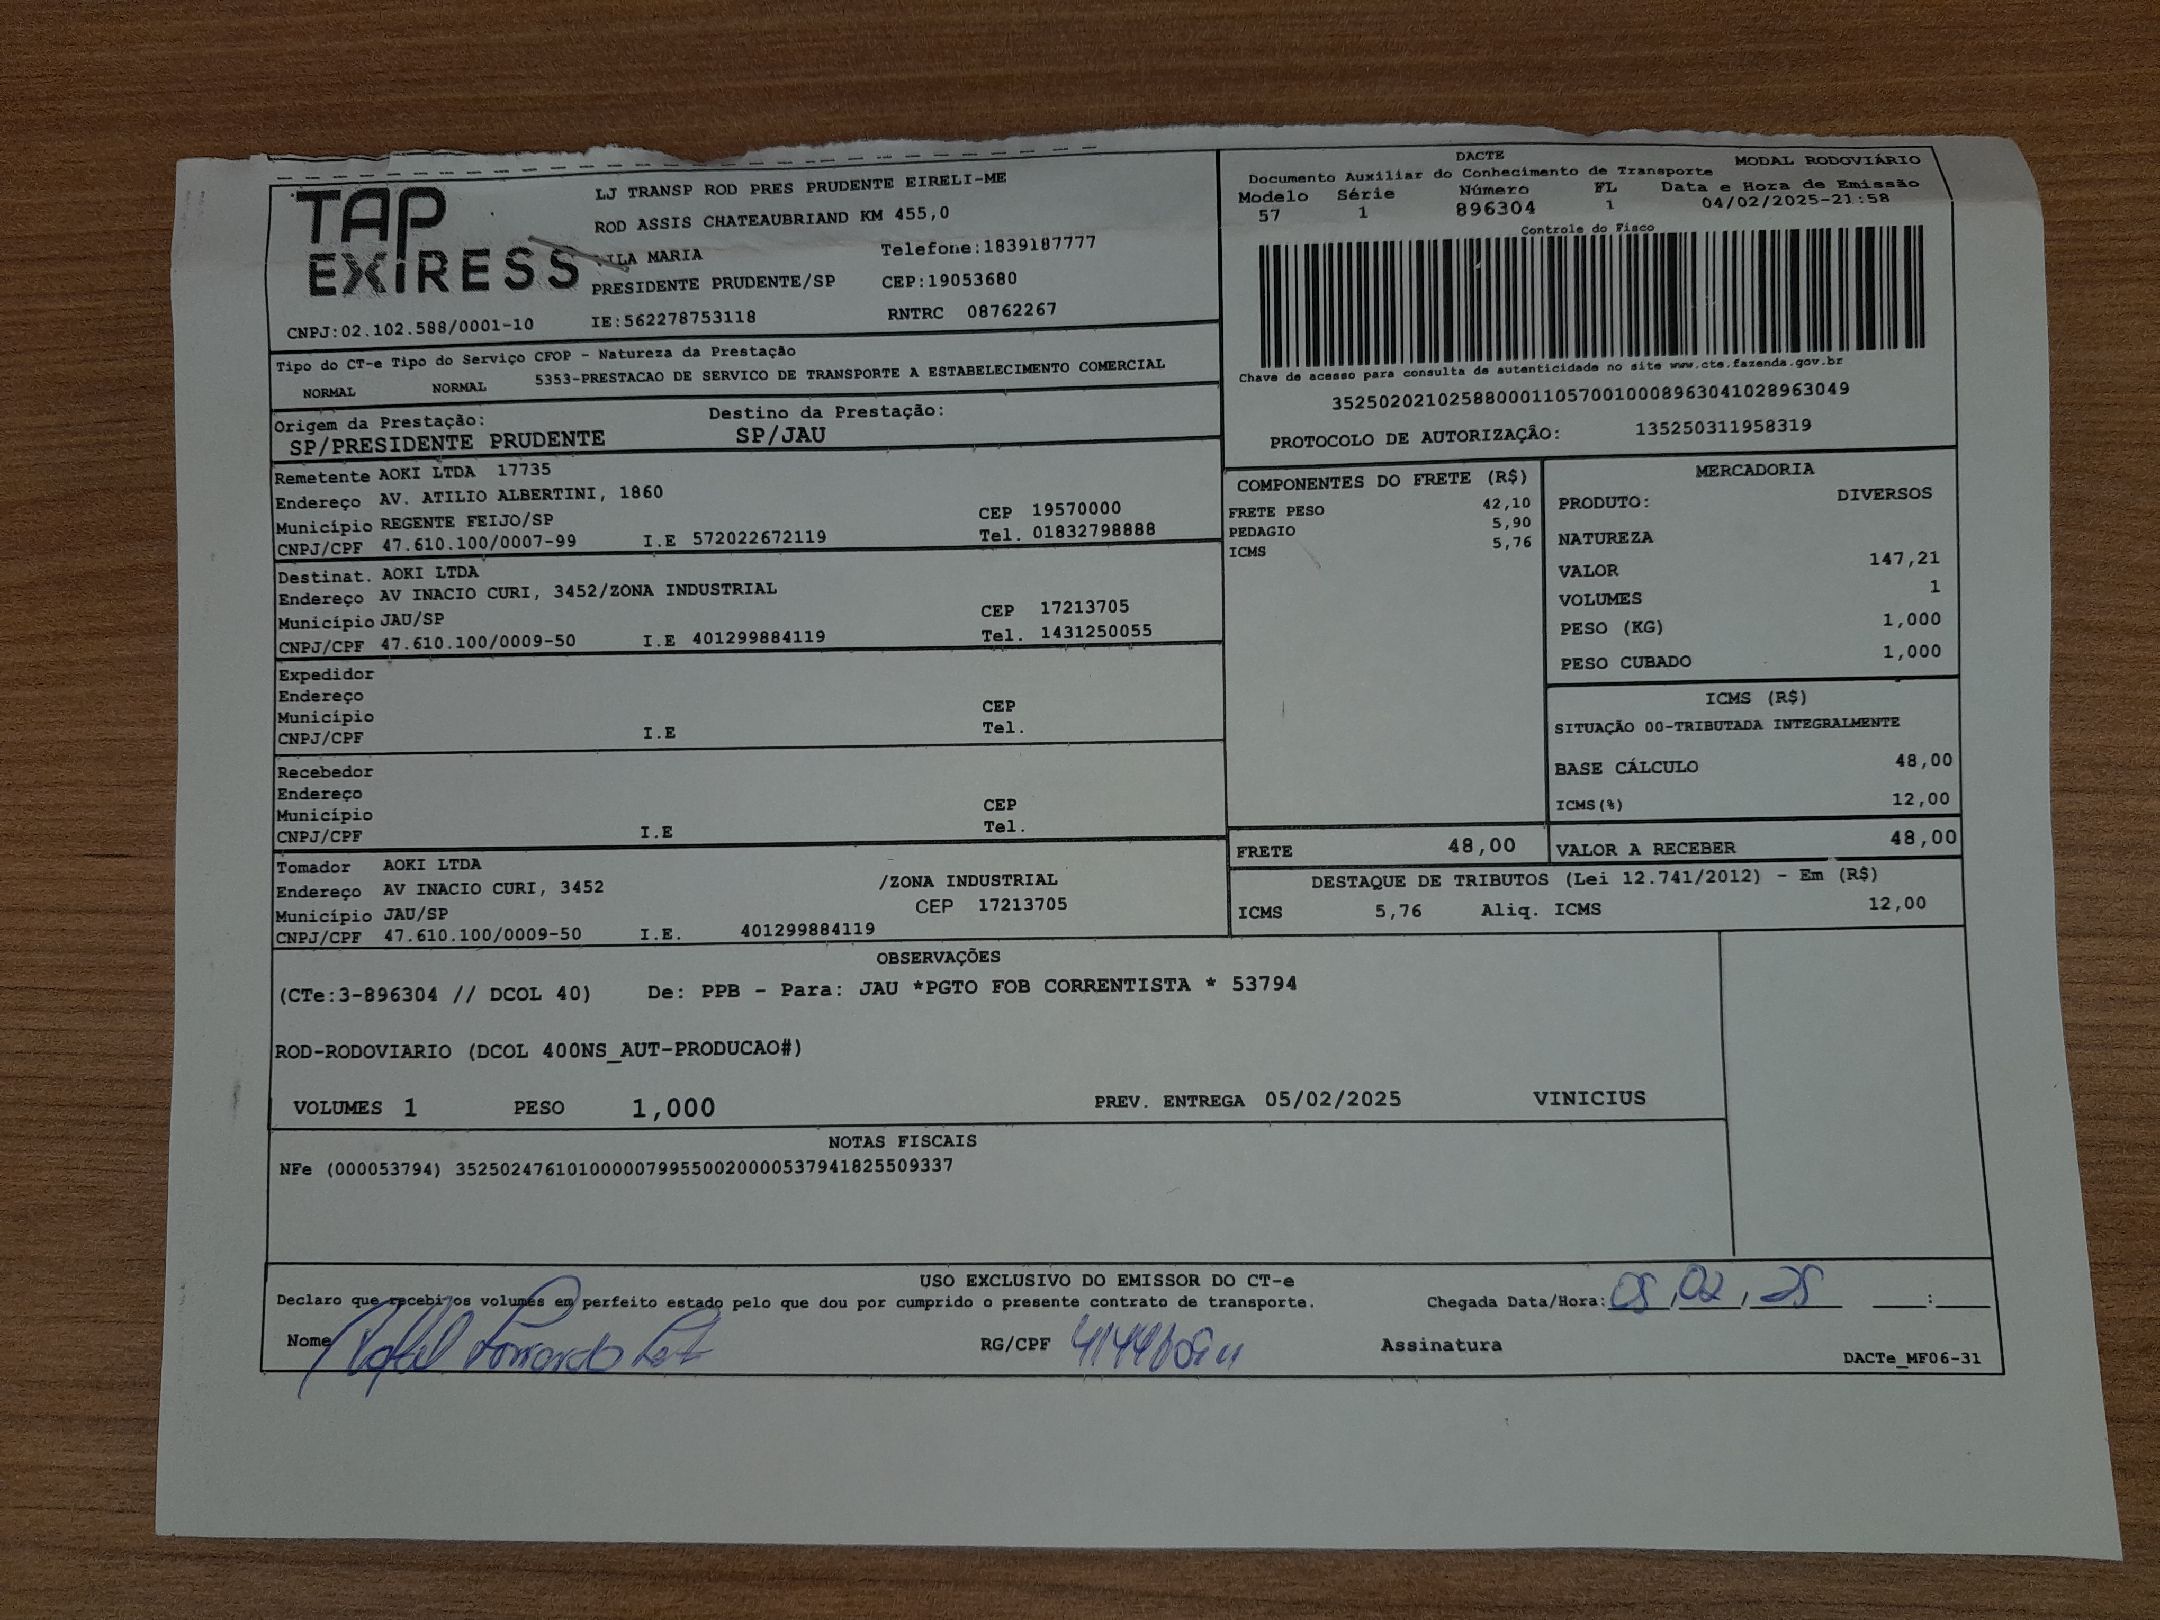 TAP
EXPRESS
LJ TRANSP ROD PRES PRUDENTE EIRELI-ME
ROD ASSIS CHATEAUBRIAND KM 455,0
VILA MARIA Telefone:1839187777
PRESIDENTE PRUDENTE/SP CEP:19053680
CNPJ:02.102.588/0001-10 IE:562278753118 RNTRC 08762267
DACTE MODAL RODOVIÁRIO
Documento Auxiliar do Conhecimento de Transporte
Modelo Série Número FL Data e Hora de Emissão
57 1 896304 1 04/02/2025-21:58
Controle do Fisco
Chave de acesso para consulta de autenticidade no site www.cte.fazenda.gov.br
35250202102588000110570010008963041028963049
PROTOCOLO DE AUTORIZAÇÃO: 135250311958319
Tipo do CT-e Tipo do Serviço CFOP - Natureza da Prestação
NORMAL NORMAL 5353-PRESTACAO DE SERVICO DE TRANSPORTE A ESTABELECIMENTO COMERCIAL
Origem da Prestação: Destino da Prestação:
SP/PRESIDENTE PRUDENTE SP/JAU
Remetente AOKI LTDA 17735
Endereço AV. ATILIO ALBERTINI, 1860
Município REGENTE FEIJO/SP CEP 19570000
CNPJ/CPF 47.610.100/0007-99 I.E 572022672119 Tel. 01832798888
Destinat. AOKI LTDA
Endereço AV INACIO CURI, 3452/ZONA INDUSTRIAL
Município JAU/SP CEP 17213705
CNPJ/CPF 47.610.100/0009-50 I.E 401299884119 Tel. 1431250055
Expedidor
Endereço
Município CEP
CNPJ/CPF I.E Tel.
Recebedor
Endereço
Município CEP
CNPJ/CPF I.E Tel.
Tomador AOKI LTDA
Endereço AV INACIO CURI, 3452 /ZONA INDUSTRIAL
Município JAU/SP CEP 17213705
CNPJ/CPF 47.610.100/0009-50 I.E. 401299884119
COMPONENTES DO FRETE (R$)
FRETE PESO 42,10
PEDAGIO 5,90
ICMS 5,76
FRETE 48,00
MERCADORIA
PRODUTO: DIVERSOS
NATUREZA
VALOR 147,21
VOLUMES 1
PESO (KG) 1,000
PESO CUBADO 1,000
ICMS (R$)
SITUAÇÃO 00-TRIBUTADA INTEGRALMENTE
BASE CÁLCULO 48,00
ICMS(%) 12,00
VALOR A RECEBER 48,00
DESTAQUE DE TRIBUTOS (Lei 12.741/2012) - Em (R$)
ICMS 5,76 Aliq. ICMS 12,00
OBSERVAÇÕES
(CTe:3-896304 // DCOL 40) De: PPB - Para: JAU *PGTO FOB CORRENTISTA * 53794
ROD-RODOVIARIO (DCOL 400NS_AUT-PRODUCAO#)
VOLUMES 1 PESO 1,000 PREV. ENTREGA 05/02/2025 VINICIUS
NOTAS FISCAIS
NFe (000053794) 35250247610100000799550020000537941825509337
USO EXCLUSIVO DO EMISSOR DO CT-e
Declaro que recebi os volumes em perfeito estado pelo que dou por cumprido o presente contrato de transporte. Chegada Data/Hora: 05,02,25 :
Nome RG/CPF Assinatura
DACTe_MF06-31